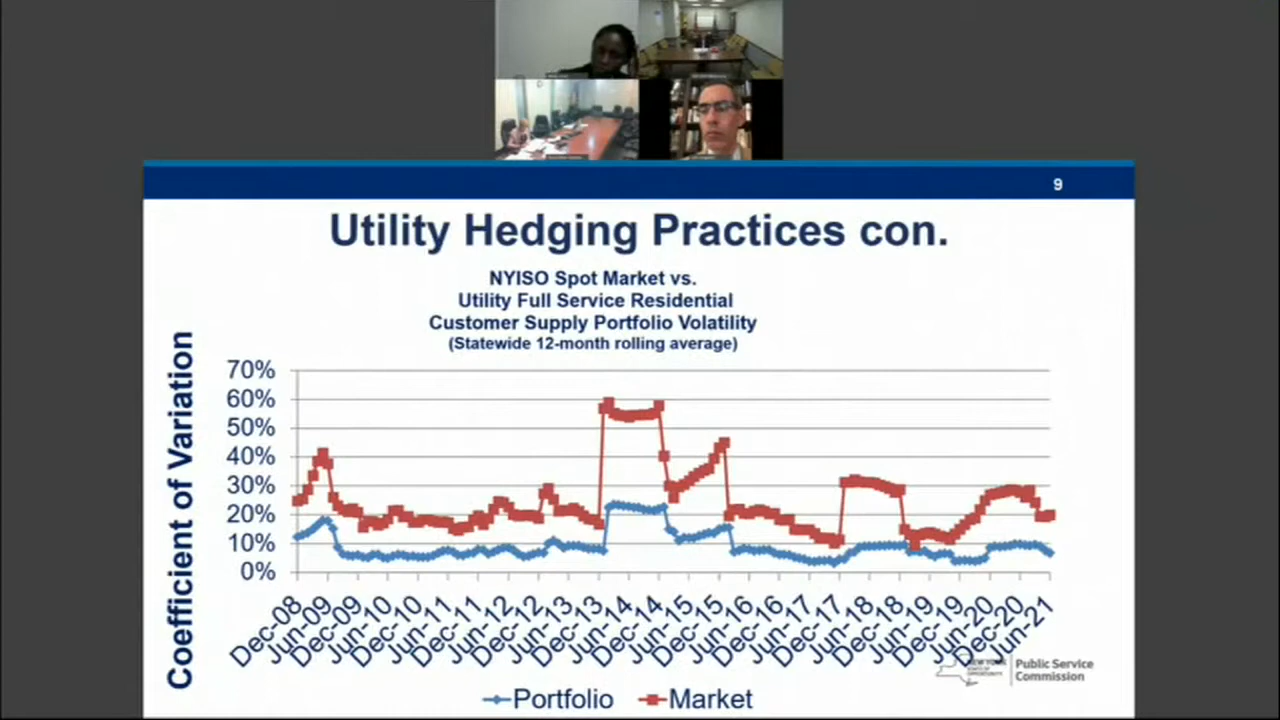 9
Utility Hedging Practices con.
NYISO Spot Market vs.
Utility Full Service Residential
Customer Supply Portfolio Volatility
(Statewide 12-month rolling average)
Coefficient of Variation
70%
60%
50%
40%
30%
20%
10%
0%
Dec-08
Jun-09
Dec-09
Jun-10
Dec-10
Jun-11
Dec-11
Jun-12
Dec-12
Jun-13
Dec-13
Jun-14
Dec-14
Jun-15
Dec-15
Jun-16
Dec-16
Jun-17
Dec-17
Jun-18
Dec-18
Jun-19
Dec-19
Jun-20
Dec-20
Jun-21
NEW YORK
Public Service
Commission
Portfolio
Market